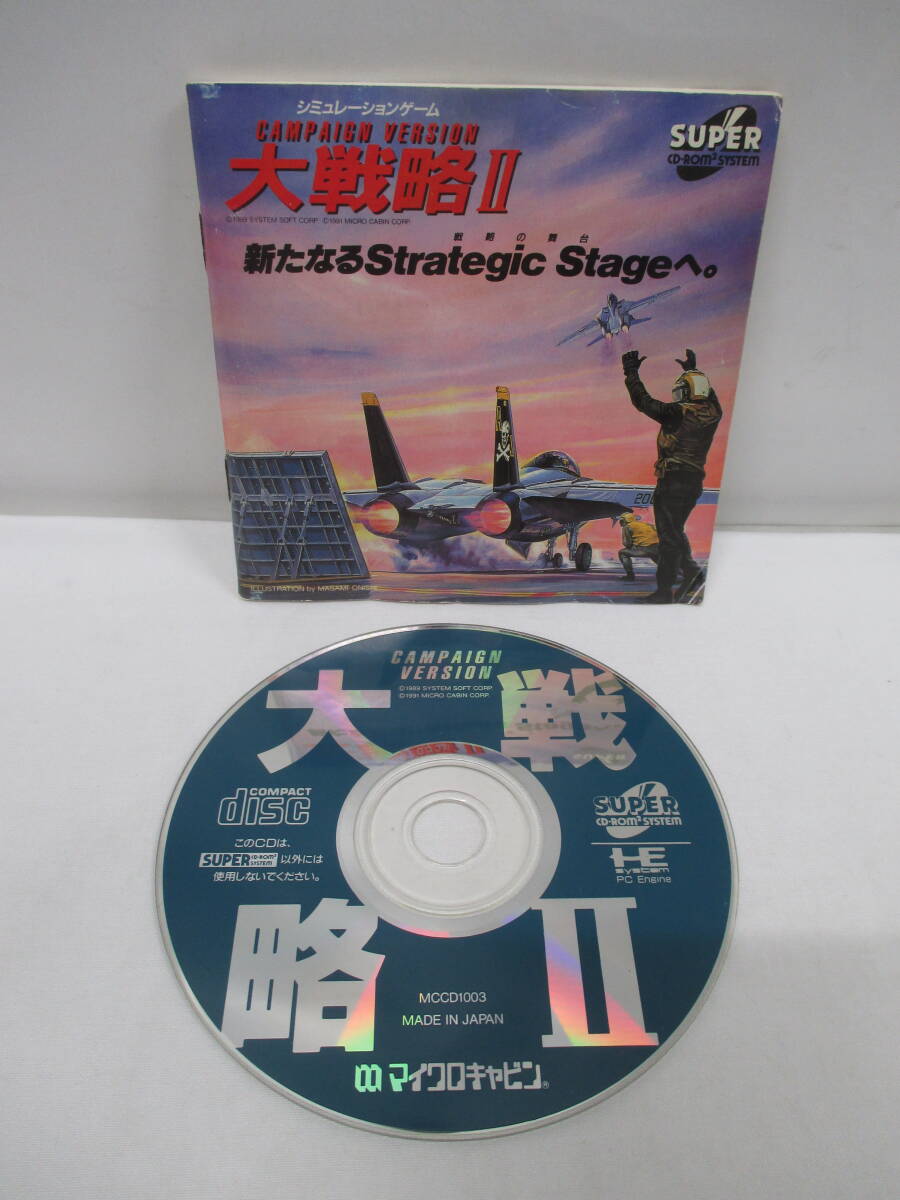 シミュレーションゲーム
CAMPAIGN VERSION
大戦略II
©1989 SYSTEM SOFT CORP. ©1991 MICRO CABIN CORP.
SUPER
CD-ROM² SYSTEM
戦略の舞台
新たなるStrategic Stageへ。
200
ILLUSTRATION by MASAMI ONISHI
CAMPAIGN
VERSION
©1989 SYSTEM SOFT CORP.
©1991 MICRO CABIN CORP.
大戦
COMPACT
disc
SUPER
CD-ROM² SYSTEM
このCDは、
SUPER CD-ROM² SYSTEM 以外には
使用しないでください。
HE
system
PC Engine
略II
MCCD1003
MADE IN JAPAN
マイクロキャビン®